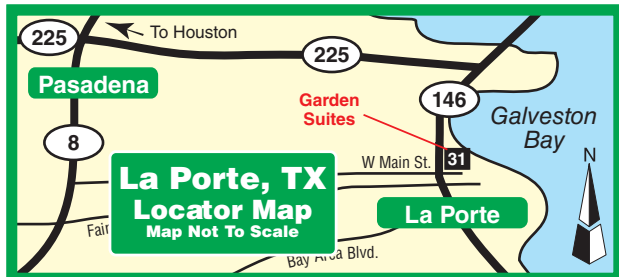 225
To Houston
225
Pasadena
146
Garden
Suites
Galveston
Bay
8
W Main St.
31
N
La Porte, TX
Locator Map
Map Not To Scale
La Porte
Bay Area Blvd.